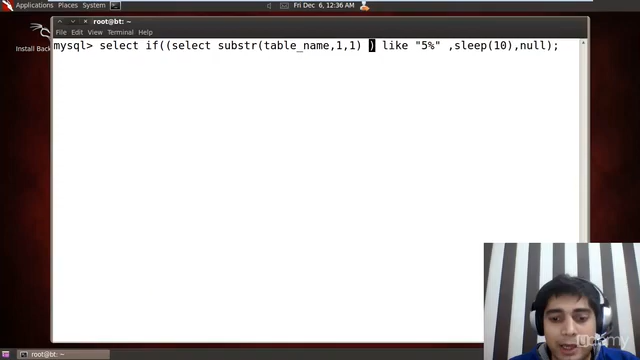 Applications Places System
Fri Dec 6, 12:36 AM
root@bt: ~
File Edit View Terminal Help
Install Back
mysql> select if((select substr(table_name,1,1) ) like "5%" ,sleep(10),null);
Udemy
root@bt: ~